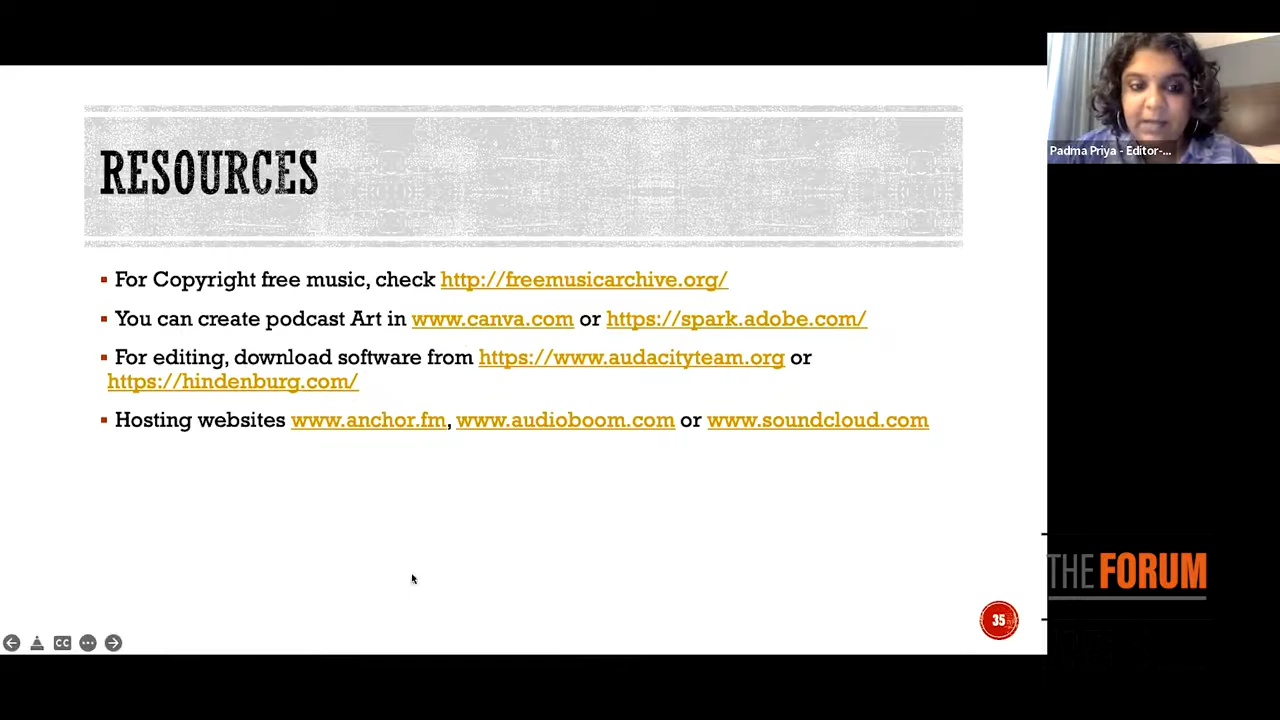 RESOURCES
For Copyright free music, check http://freemusicarchive.org/
You can create podcast Art in www.canva.com or https://spark.adobe.com/
For editing, download software from https://www.audacityteam.org or
https://hindenburg.com/
Hosting websites www.anchor.fm, www.audioboom.com or www.soundcloud.com
35
CC
Padma Priya - Editor-...
THE FORUM